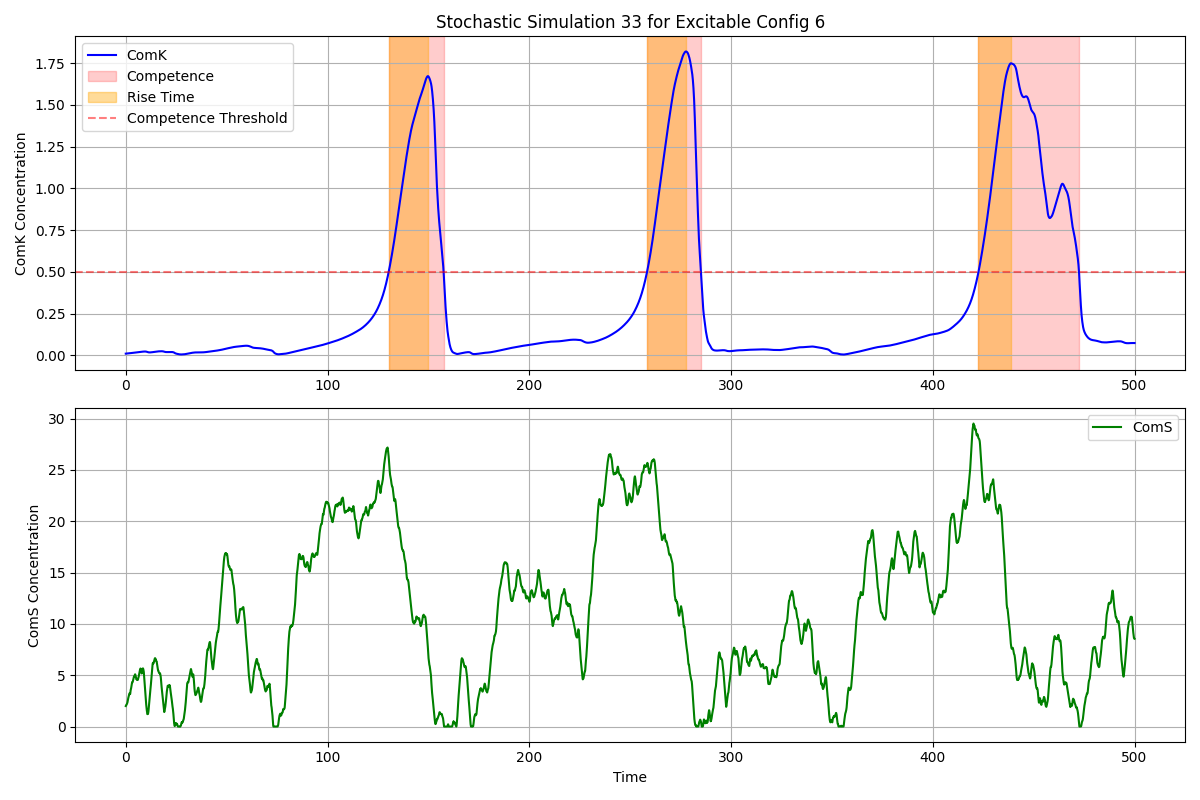 Stochastic Simulation 33 for Excitable Config 6
ComK
Competence
Rise Time
Competence Threshold
ComK Concentration
1.75
1.50
1.25
1.00
0.75
0.50
0.25
0.00
0 100 200 300 400 500
ComS
ComS Concentration
30
25
20
15
10
5
0
0 100 200 300 400 500
Time